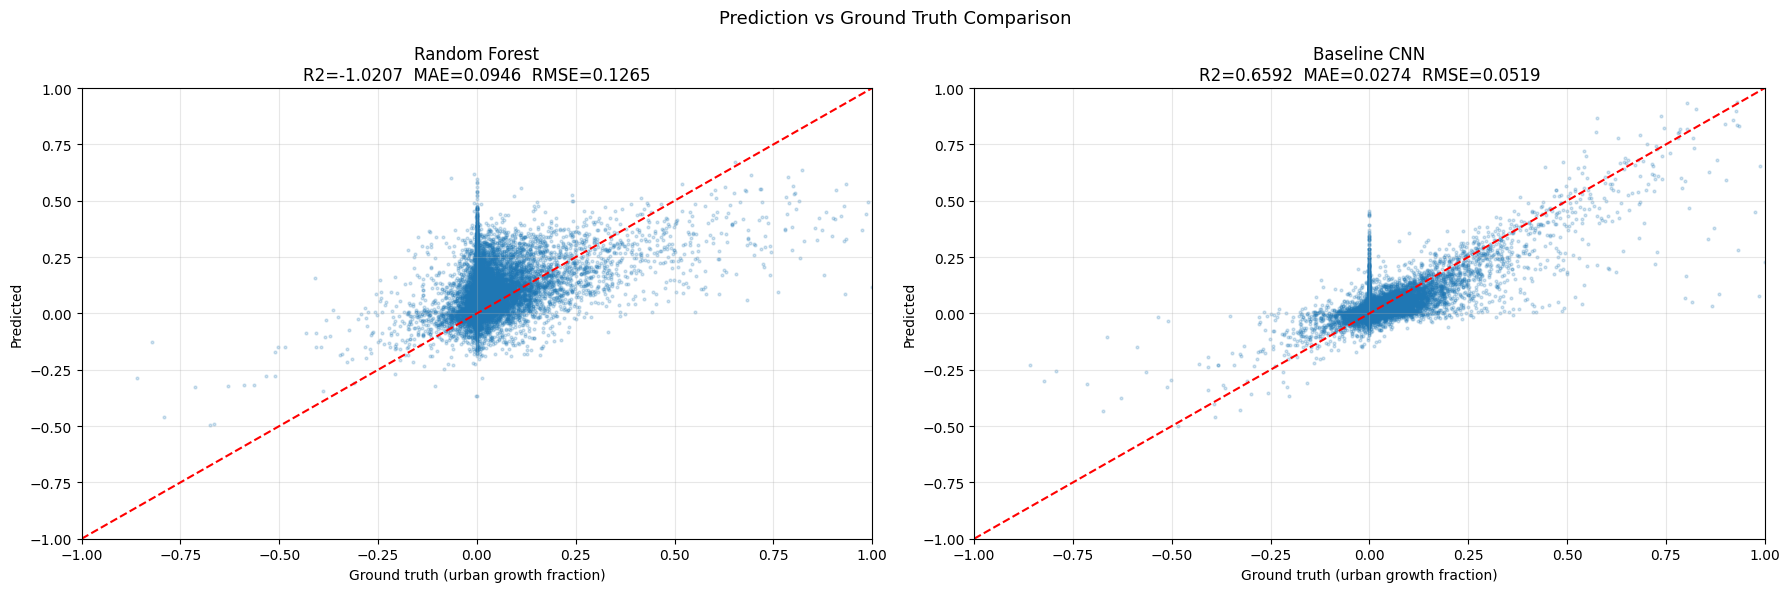 Prediction vs Ground Truth Comparison
Random Forest
R2=-1.0207  MAE=0.0946  RMSE=0.1265
1.00
0.75
0.50
0.25
0.00
−0.25
−0.50
−0.75
−1.00
Predicted
−1.00 −0.75 −0.50 −0.25 0.00 0.25 0.50 0.75 1.00
Ground truth (urban growth fraction)
Baseline CNN
R2=0.6592  MAE=0.0274  RMSE=0.0519
1.00
0.75
0.50
0.25
0.00
−0.25
−0.50
−0.75
−1.00
Predicted
−1.00 −0.75 −0.50 −0.25 0.00 0.25 0.50 0.75 1.00
Ground truth (urban growth fraction)